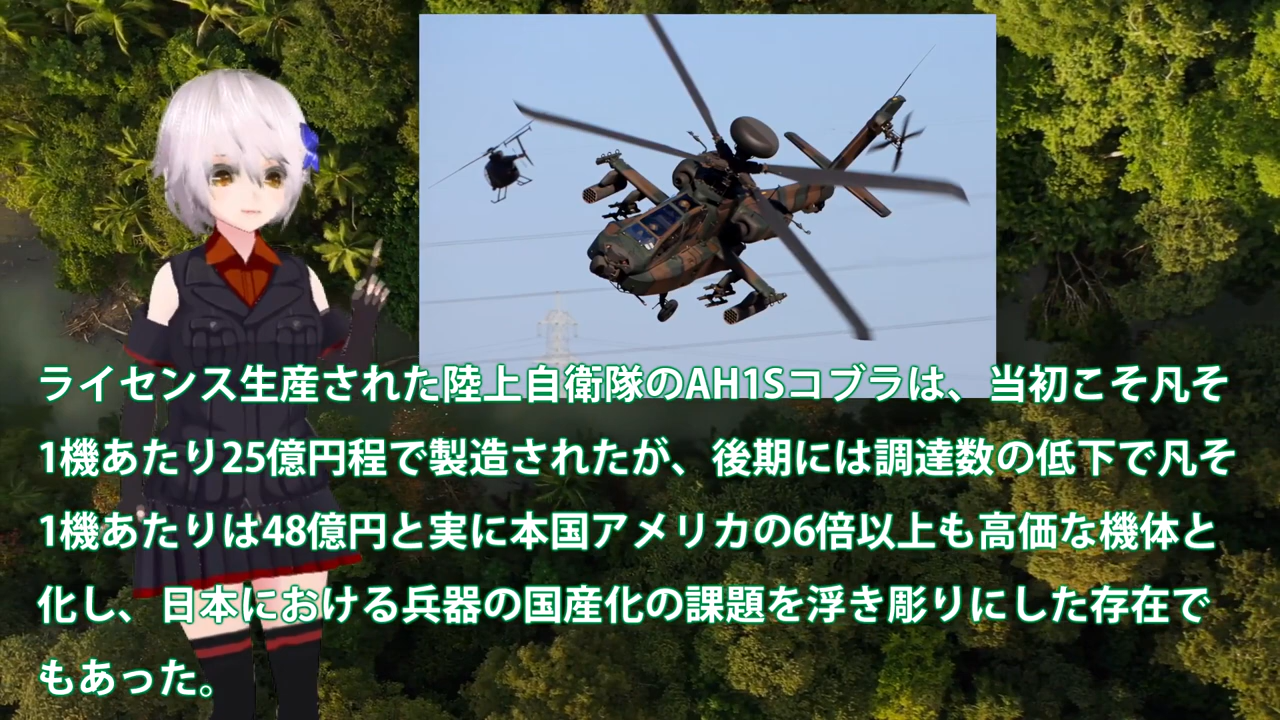 ライセンス生産された陸上自衛隊のAH1Sコブラは、当初こそ凡そ
1機あたり25億円程で製造されたが、後期には調達数の低下で凡そ
1機あたりは48億円と実に本国アメリカの6倍以上も高価な機体と
化し、日本における兵器の国産化の課題を浮き彫りにした存在で
もあった。